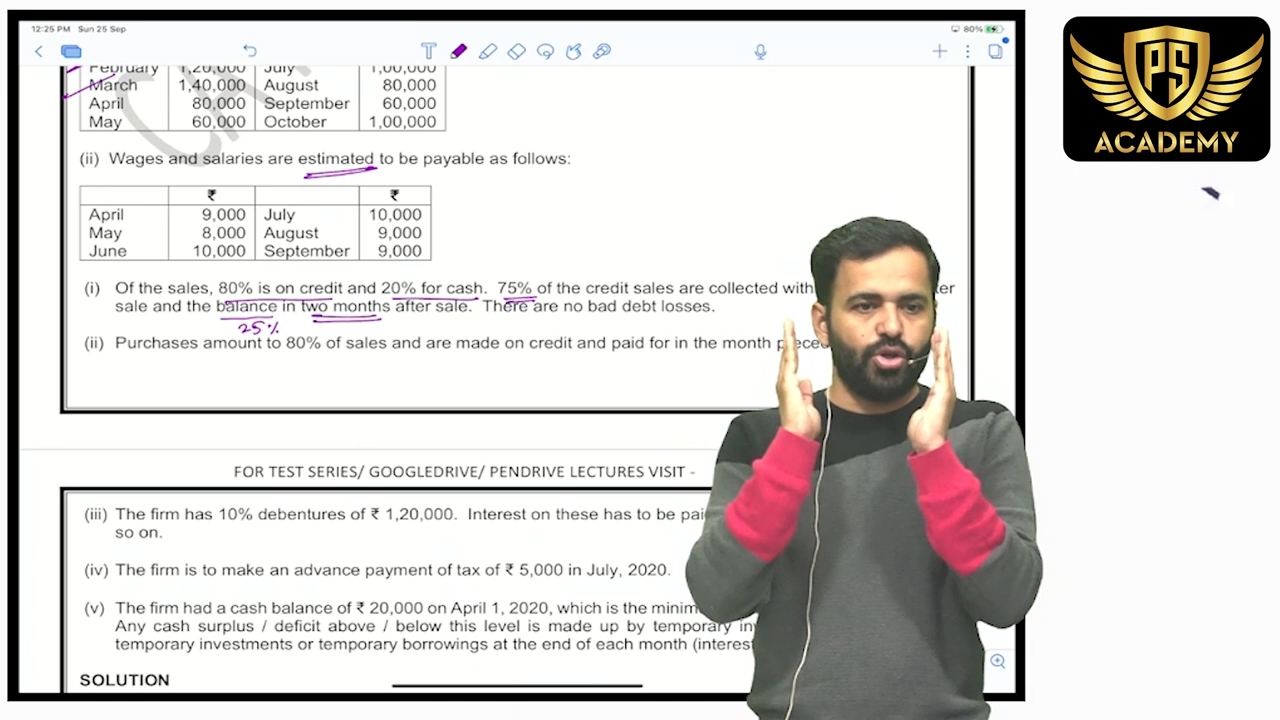 12:25 PM Sun 25 Sep
80%
PS
ACADEMY
February 1,20,000 July 1,00,000
March 1,40,000 August 80,000
April 80,000 September 60,000
May 60,000 October 1,00,000
(ii) Wages and salaries are estimated to be payable as follows:
₹ ₹
April 9,000 July 10,000
May 8,000 August 9,000
June 10,000 September 9,000
(i) Of the sales, 80% is on credit and 20% for cash. 75% of the credit sales are collected
sale and the balance in two months after sale. There are no bad debt losses.
25%
(ii) Purchases amount to 80% of sales and are made on credit and paid for in the month
FOR TEST SERIES/ GOOGLEDRIVE/ PENDRIVE LECTURES VISIT -
(iii) The firm has 10% debentures of ₹ 1,20,000. Interest on these has to be
so on.
(iv) The firm is to make an advance payment of tax of ₹ 5,000 in July, 2020.
(v) The firm had a cash balance of ₹ 20,000 on April 1, 2020, which is the
Any cash surplus / deficit above / below this level is made up by temporary
temporary investments or temporary borrowings at the end of each month
SOLUTION